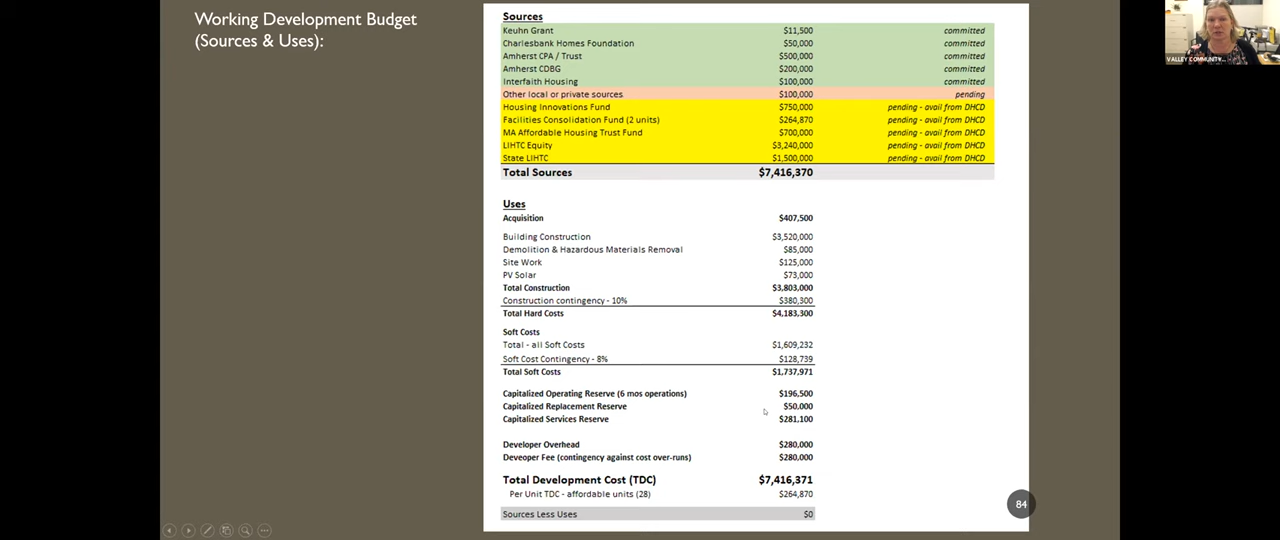 Working Development Budget
(Sources & Uses):
Sources
Keuhn Grant $11,500 committed
Charlesbank Homes Foundation $50,000 committed
Amherst CPA / Trust $500,000 committed
Amherst CDBG $200,000 committed
Interfaith Housing $100,000 committed
Other local or private sources $100,000 pending
Housing Innovations Fund $750,000 pending - avail from DHCD
Facilities Consolidation Fund (2 units) $264,870 pending - avail from DHCD
MA Affordable Housing Trust Fund $700,000 pending - avail from DHCD
LIHTC Equity $3,240,000 pending - avail from DHCD
State LIHTC $1,500,000 pending - avail from DHCD
Total Sources $7,416,370
Uses
Acquisition $407,500
Building Construction $3,520,000
Demolition & Hazardous Materials Removal $85,000
Site Work $125,000
PV Solar $73,000
Total Construction $3,803,000
Construction contingency - 10% $380,300
Total Hard Costs $4,183,300
Soft Costs
Total - all Soft Costs $1,609,232
Soft Cost Contingency - 8% $128,739
Total Soft Costs $1,737,971
Capitalized Operating Reserve (6 mos operations) $196,500
Capitalized Replacement Reserve $50,000
Capitalized Services Reserve $281,100
Developer Overhead $280,000
Deveoper Fee (contingency against cost over-runs) $280,000
Total Development Cost (TDC) $7,416,371
Per Unit TDC - affordable units (28) $264,870
Sources Less Uses $0
84
VALLEY COMMUNITY...